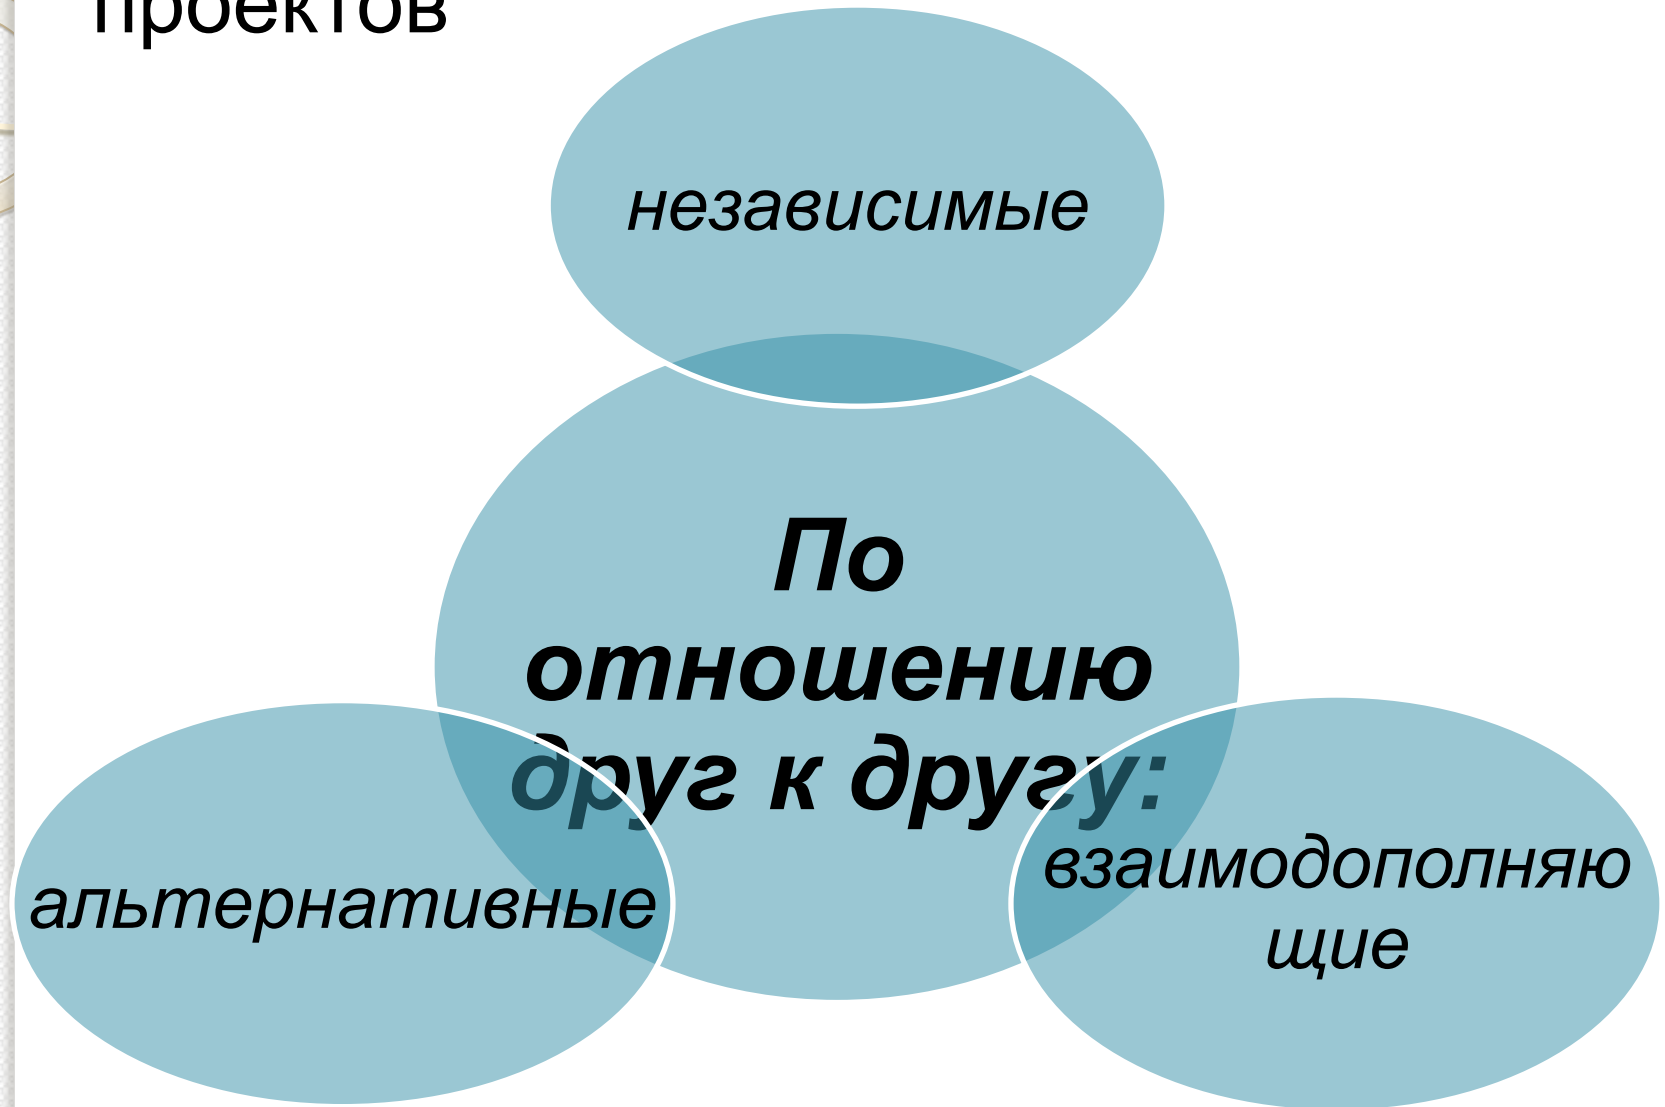 проектов
независимые
По
отношению
друг к другу:
альтернативные
взаимодополняю
щие